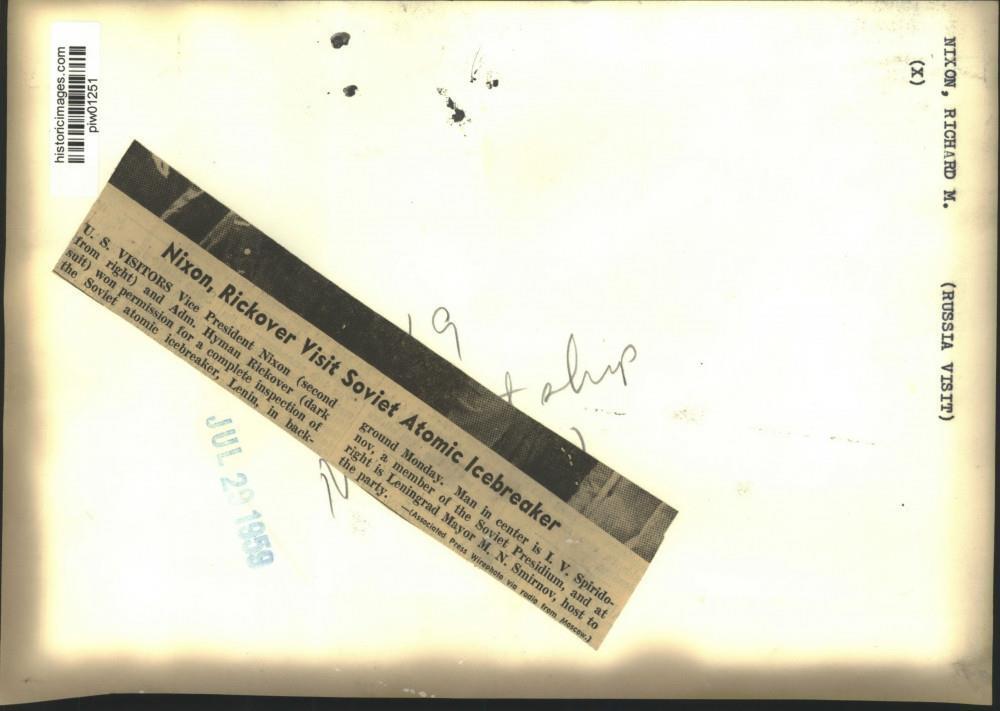 historicimages.com
piw01251
NIXON, RICHARD M.
(RUSSIA VISIT)
(X)
Nixon, Rickover Visit Soviet Atomic Icebreaker
U. S. VISITORS Vice President Nixon (second
from right) and Adm. Hyman Rickover (dark
suit) won permission for a complete inspection of
the Soviet atomic icebreaker, Lenin, in back-
ground Monday. Man in center is I. V. Spirido-
nov, a member of the Soviet Presidium, and at
right is Leningrad Mayor M. N. Smirnov, host to
the party.
—(Associated Press Wirephoto via radio from Moscow.)
19
ship
JUL 29 1959